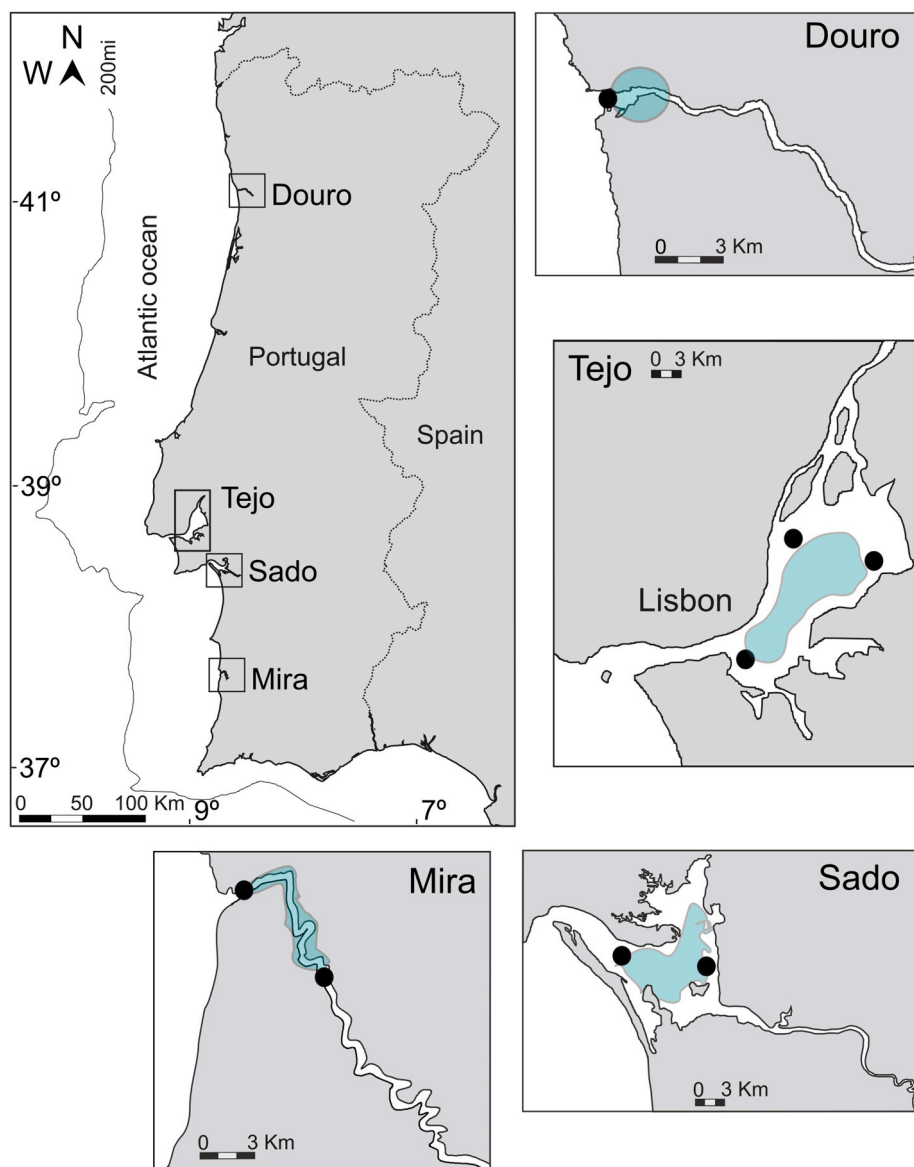 N
W
200mi
Atlantic ocean
41º
Douro
Portugal
Spain
39º
Tejo
Sado
Mira
37º
0 50 100 Km
9º
7º
Douro
0 3 Km
Tejo
0 3 Km
Lisbon
Mira
0 3 Km
Sado
0 3 Km